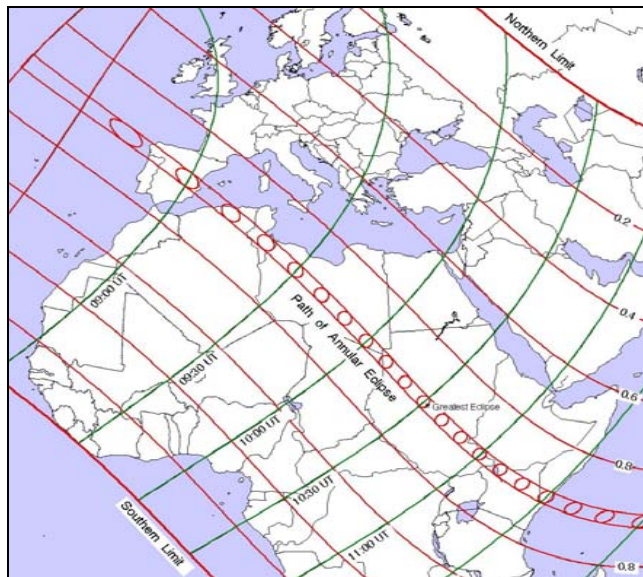 Northern Limit
0.2
09:00 UT
0.4
Path of Annular Eclipse
09:30 UT
0.6
Greatest Eclipse
10:00 UT
0.8
10:30 UT
Southern Limit
11:00 UT
0.8